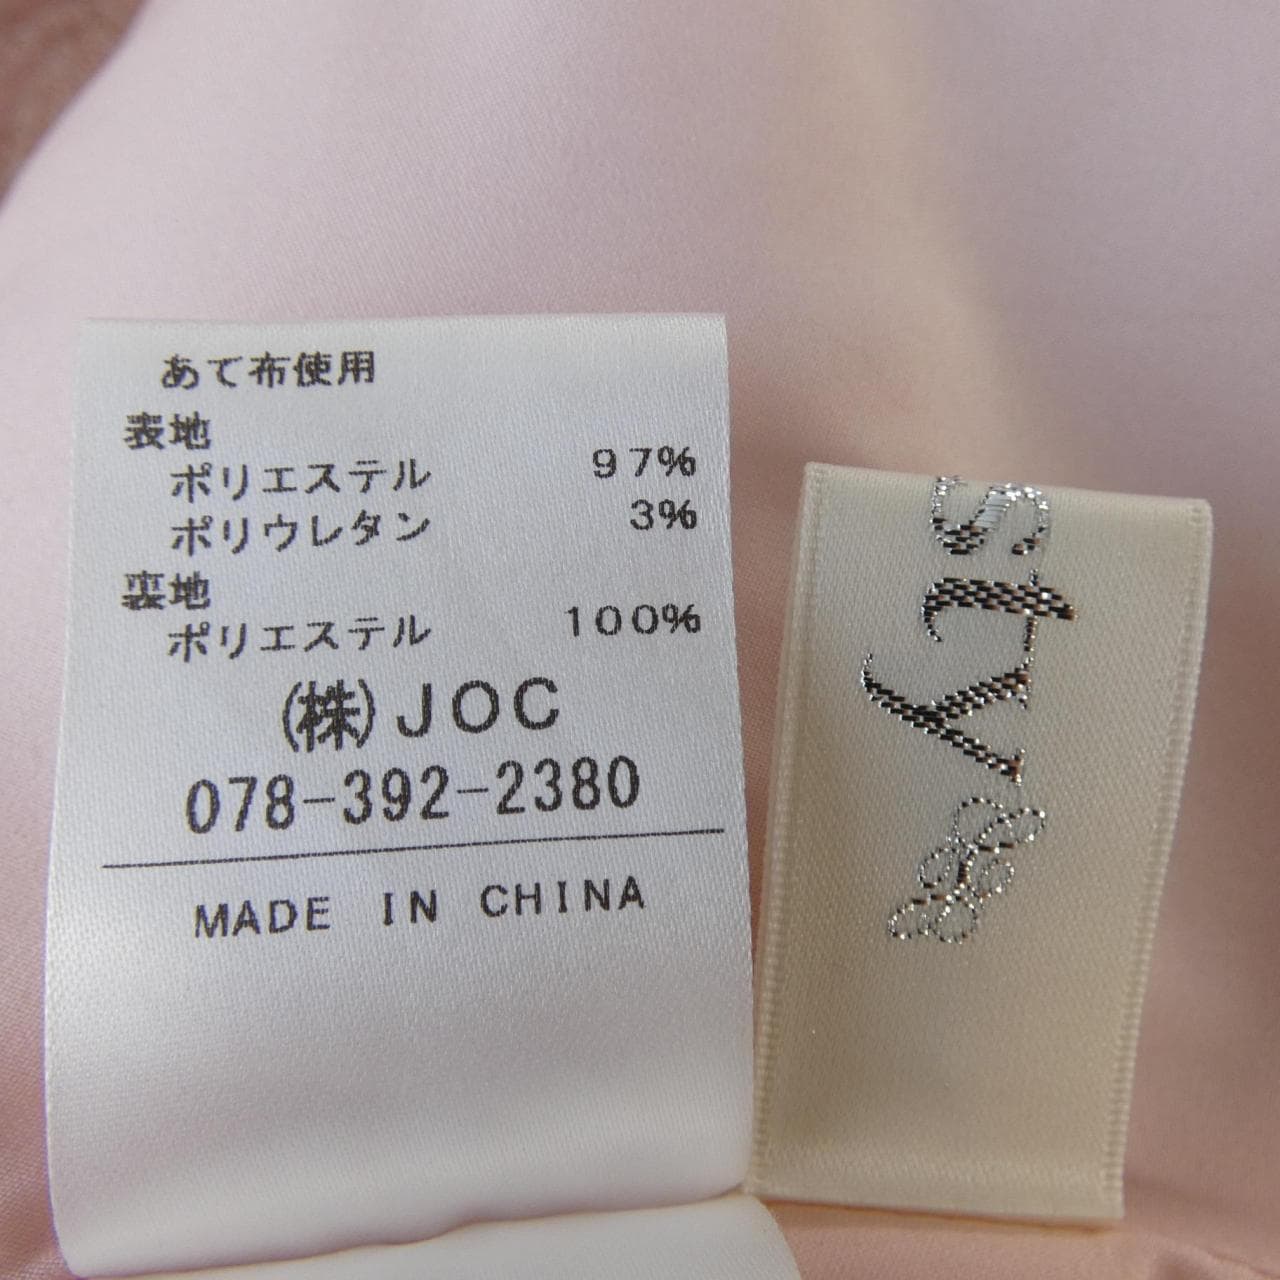 あて布使用
表地
ポリエステル 97%
ポリウレタン 3%
裏地
ポリエステル 100%
(株)JOC
078-392-2380
MADE IN CHINA
sty